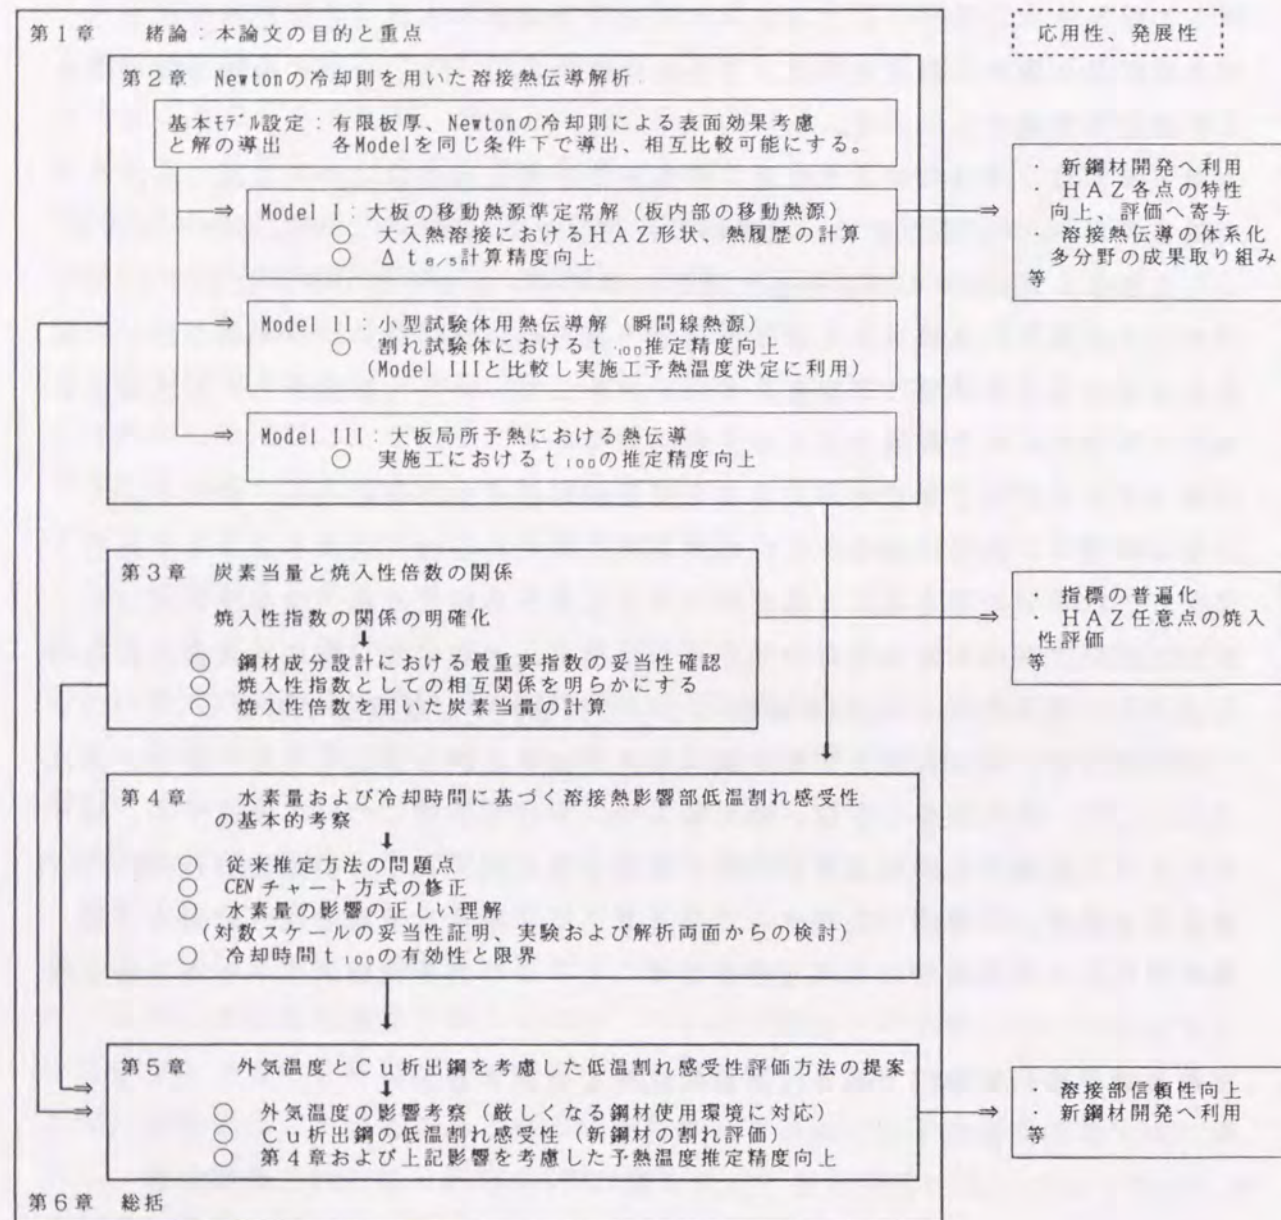 第1章　緒論：本論文の目的と重点
応用性、発展性
第2章　Newtonの冷却則を用いた溶接熱伝導解析
基本ﾓﾃﾞﾙ設定：有限板厚、Newtonの冷却則による表面効果考慮
と解の導出　各Modelを同じ条件下で導出、相互比較可能にする。
⇒ Model I：大板の移動熱源準定常解（板内部の移動熱源）
○　大入熱溶接におけるHAZ形状、熱履歴の計算
○　Δt8/5計算精度向上
⇒
・　新鋼材開発へ利用
・　HAZ各点の特性
向上、評価へ寄与
・　溶接熱伝導の体系化
多分野の成果取り組み
等
⇒ Model II：小型試験体用熱伝導解（瞬間線熱源）
○　割れ試験体におけるt100推定精度向上
(Model IIIと比較し実施工予熱温度決定に利用)
⇒ Model III：大板局所予熱における熱伝導
○　実施工におけるt100の推定精度向上
第3章　炭素当量と焼入性倍数の関係
焼入性指数の関係の明確化
○　鋼材成分設計における最重要指数の妥当性確認
○　焼入性指数としての相互関係を明らかにする
○　焼入性倍数を用いた炭素当量の計算
⇒
・　指標の普遍化
・　HAZ任意点の焼入
性評価
等
第4章　水素量および冷却時間に基づく溶接熱影響部低温割れ感受性
の基本的考察
○　従来推定方法の問題点
○　CENチャート方式の修正
○　水素量の影響の正しい理解
(対数スケールの妥当性証明、実験および解析両面からの検討)
○　冷却時間t100の有効性と限界
第5章　外気温度とCu析出鋼を考慮した低温割れ感受性評価方法の提案
⇒
⇒
○　外気温度の影響考察（厳しくなる鋼材使用環境に対応）
○　Cu析出鋼の低温割れ感受性（新鋼材の割れ評価）
○　第4章および上記影響を考慮した予熱温度推定精度向上
⇒
・　溶接部信頼性向上
・　新鋼材開発へ利用
等
第6章　総括